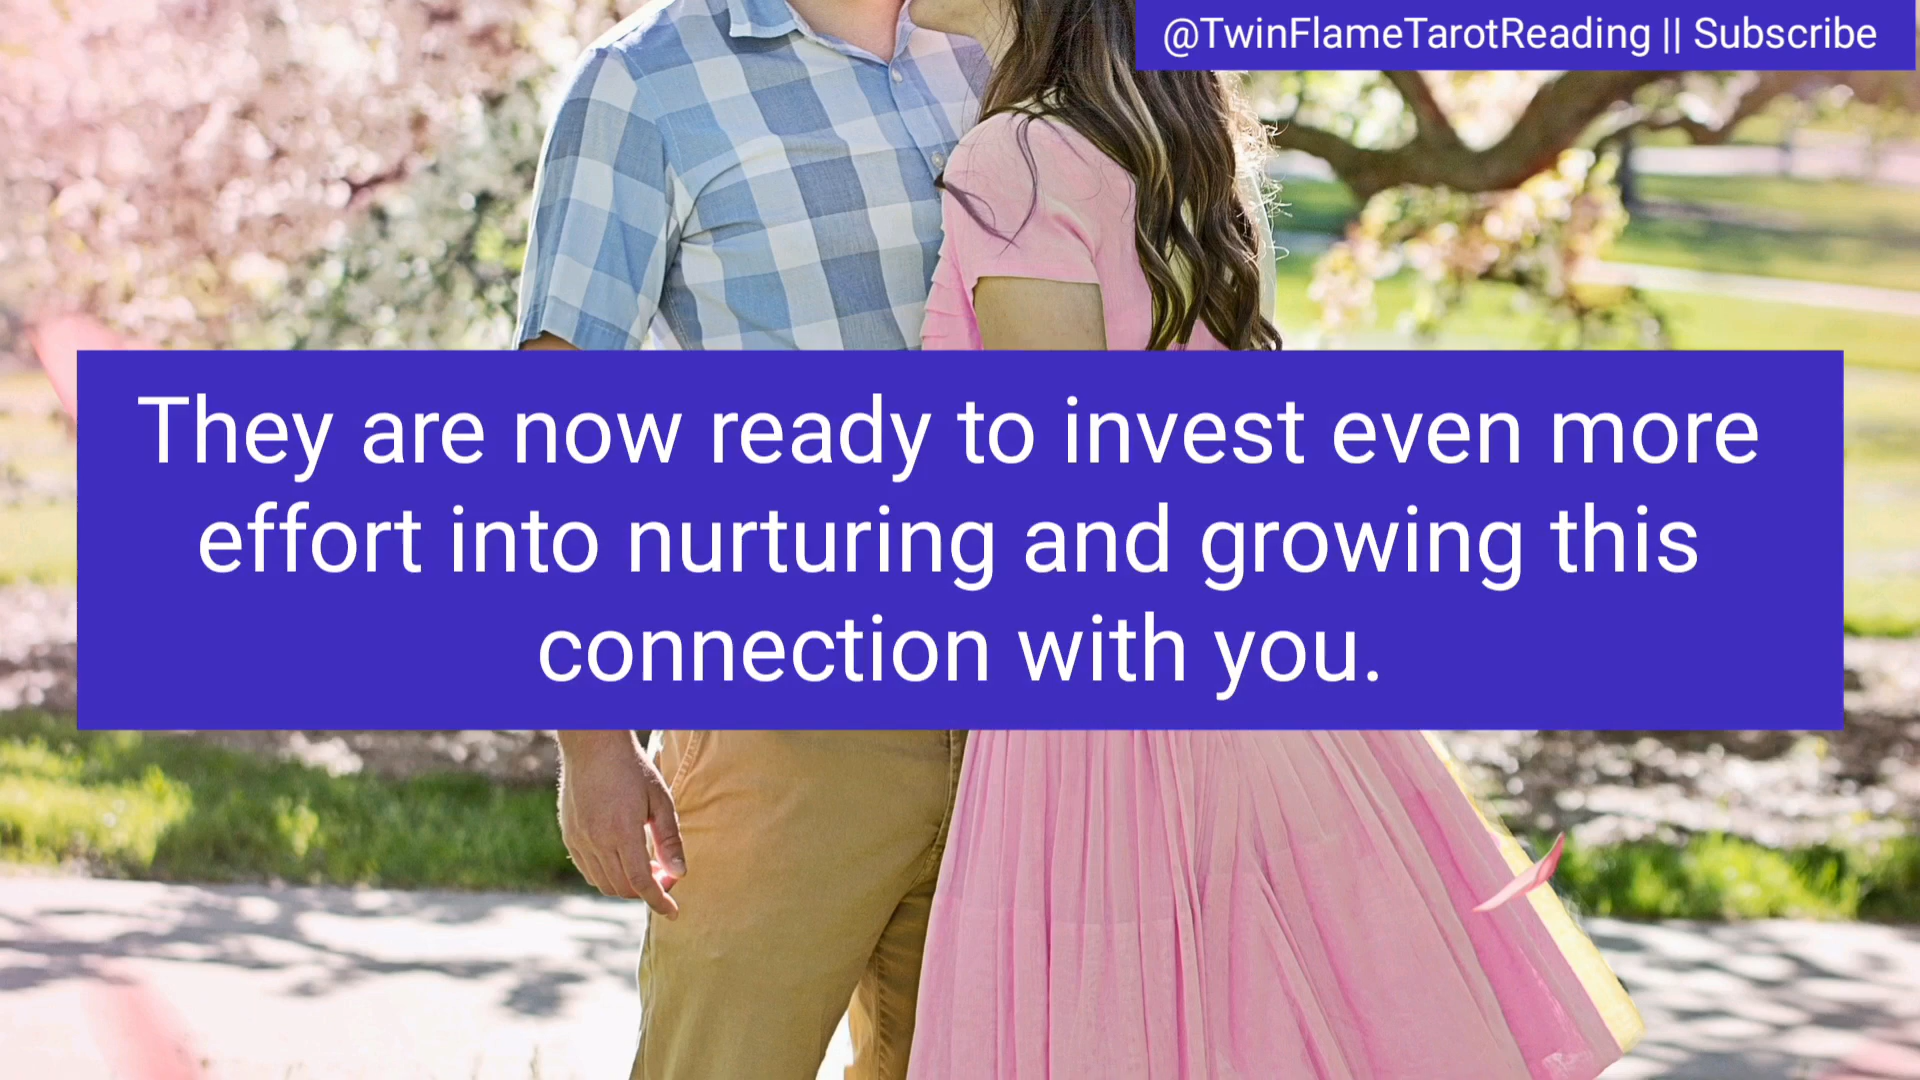 @TwinFlameTarotReading || Subscribe
They are now ready to invest even more
effort into nurturing and growing this
connection with you.